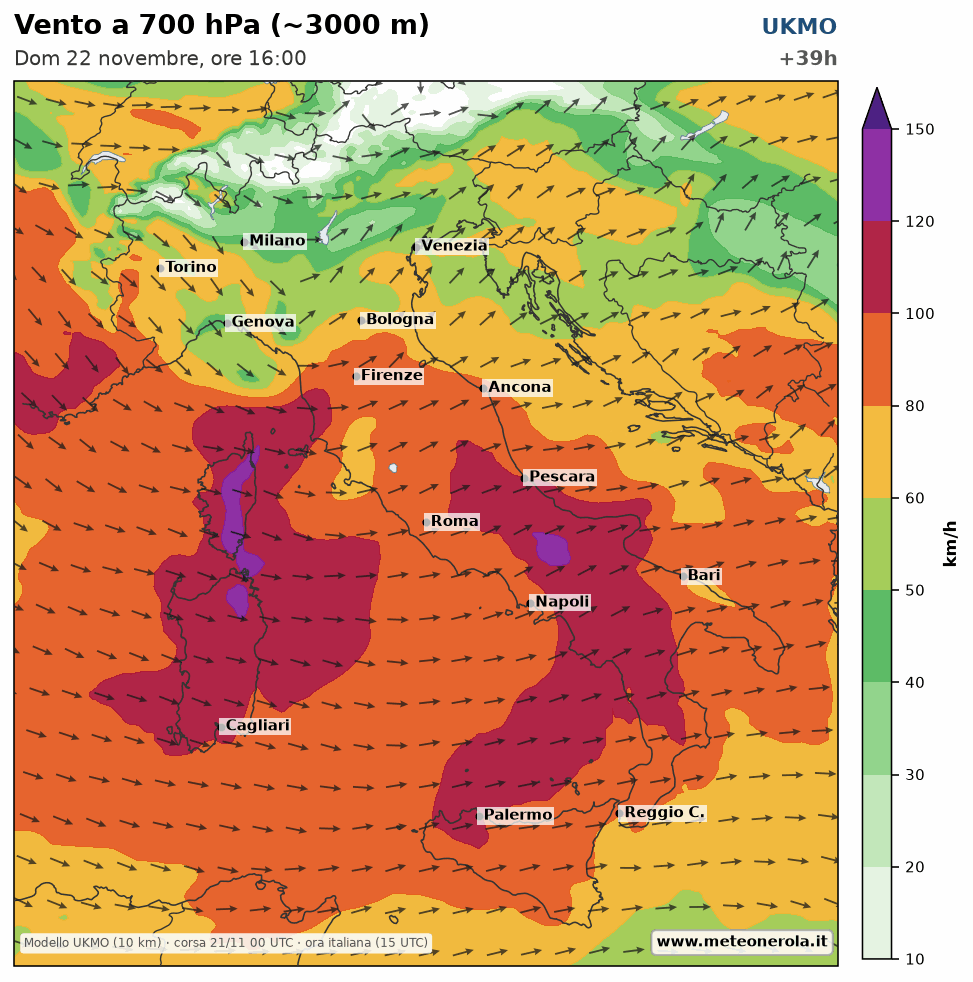 Vento a 700 hPa (~3000 m)
UKMO
Dom 22 novembre, ore 16:00
+39h
150
120
100
80
60
50
40
30
20
10
km/h
Milano
Venezia
Torino
Genova
Bologna
Firenze
Ancona
Pescara
Roma
Bari
Napoli
Cagliari
Palermo
Reggio C.
Modello UKMO (10 km) · corsa 21/11 00 UTC · ora italiana (15 UTC)
www.meteonerola.it